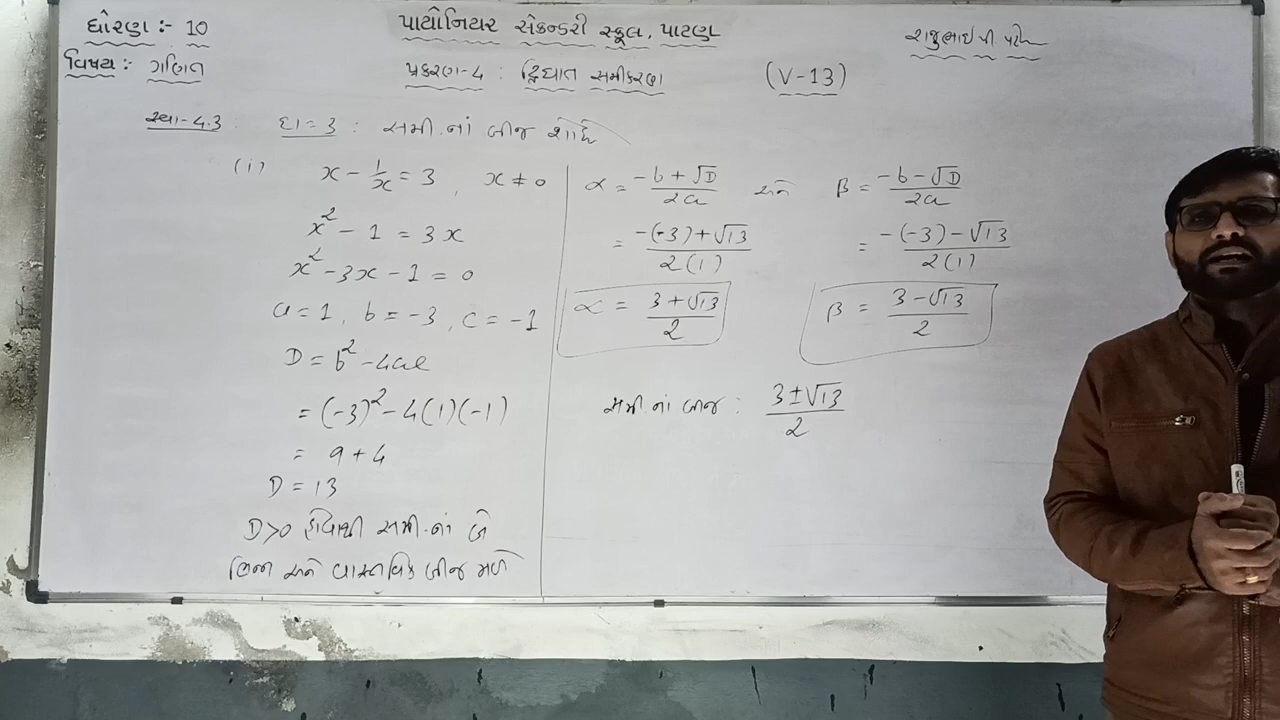 ધોરણ :- 10
પાયોનિયર સેકન્ડરી સ્કૂલ, પાટણ
રાજુભાઈ પી. પટેલ
વિષય : ગણિત
પ્રકરણ-4 : દ્વિઘાત સમીકરણ
(V-13)
સ્વા-4.3 : દા = 3 : સમી.નાં બીજ શોધો
(i) x - 1/x = 3, x ≠ 0
x² - 1 = 3x
x² - 3x - 1 = 0
a = 1, b = -3, c = -1
D = b² - 4ac
= (-3)² - 4(1)(-1)
= 9 + 4
D = 13
D>0 હોવાથી સમી.નાં બે
ભિન્ન અને વાસ્તવિક બીજ મળે
α = (-b + √D)/2a અને β = (-b - √D)/2a
= (-(-3) + √13)/2(1) = (-(-3) - √13)/2(1)
α = (3 + √13)/2 β = (3 - √13)/2
સમી.નાં બીજ : (3 ± √13)/2